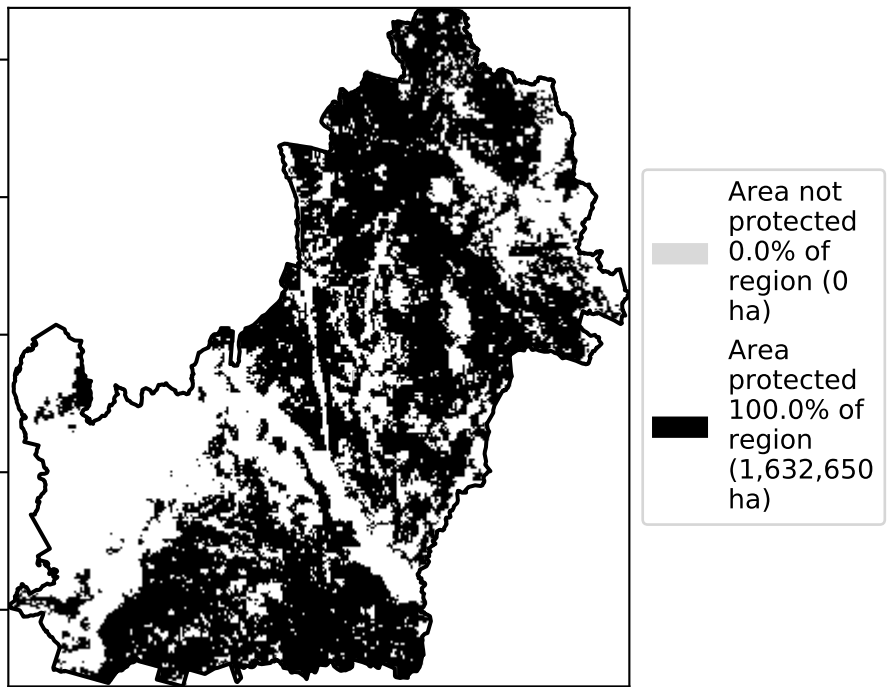 Area not
protected
0.0% of
region (0
ha)
Area
protected
100.0% of
region
(1,632,650
ha)